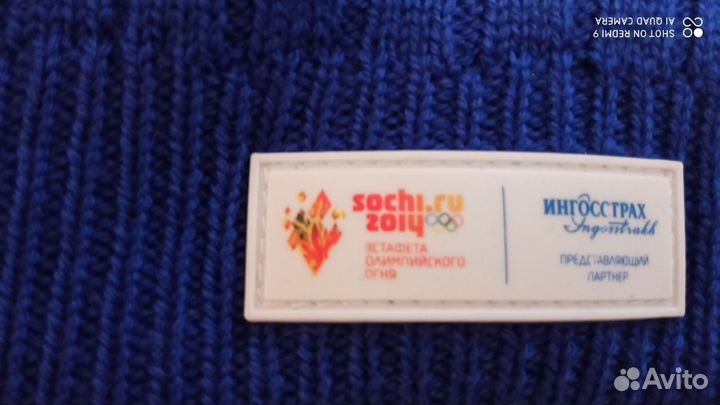 SHOT ON REDMI 9
AI QUAD CAMERA
sochi.ru
2014
ЭСТАФЕТА
ОЛИМПИЙСКОГО
ОГНЯ
ИНГОССТРАХ
Ingosstrakh
ПРЕДСТАВЛЯЮЩИЙ
ПАРТНЕР
Avito